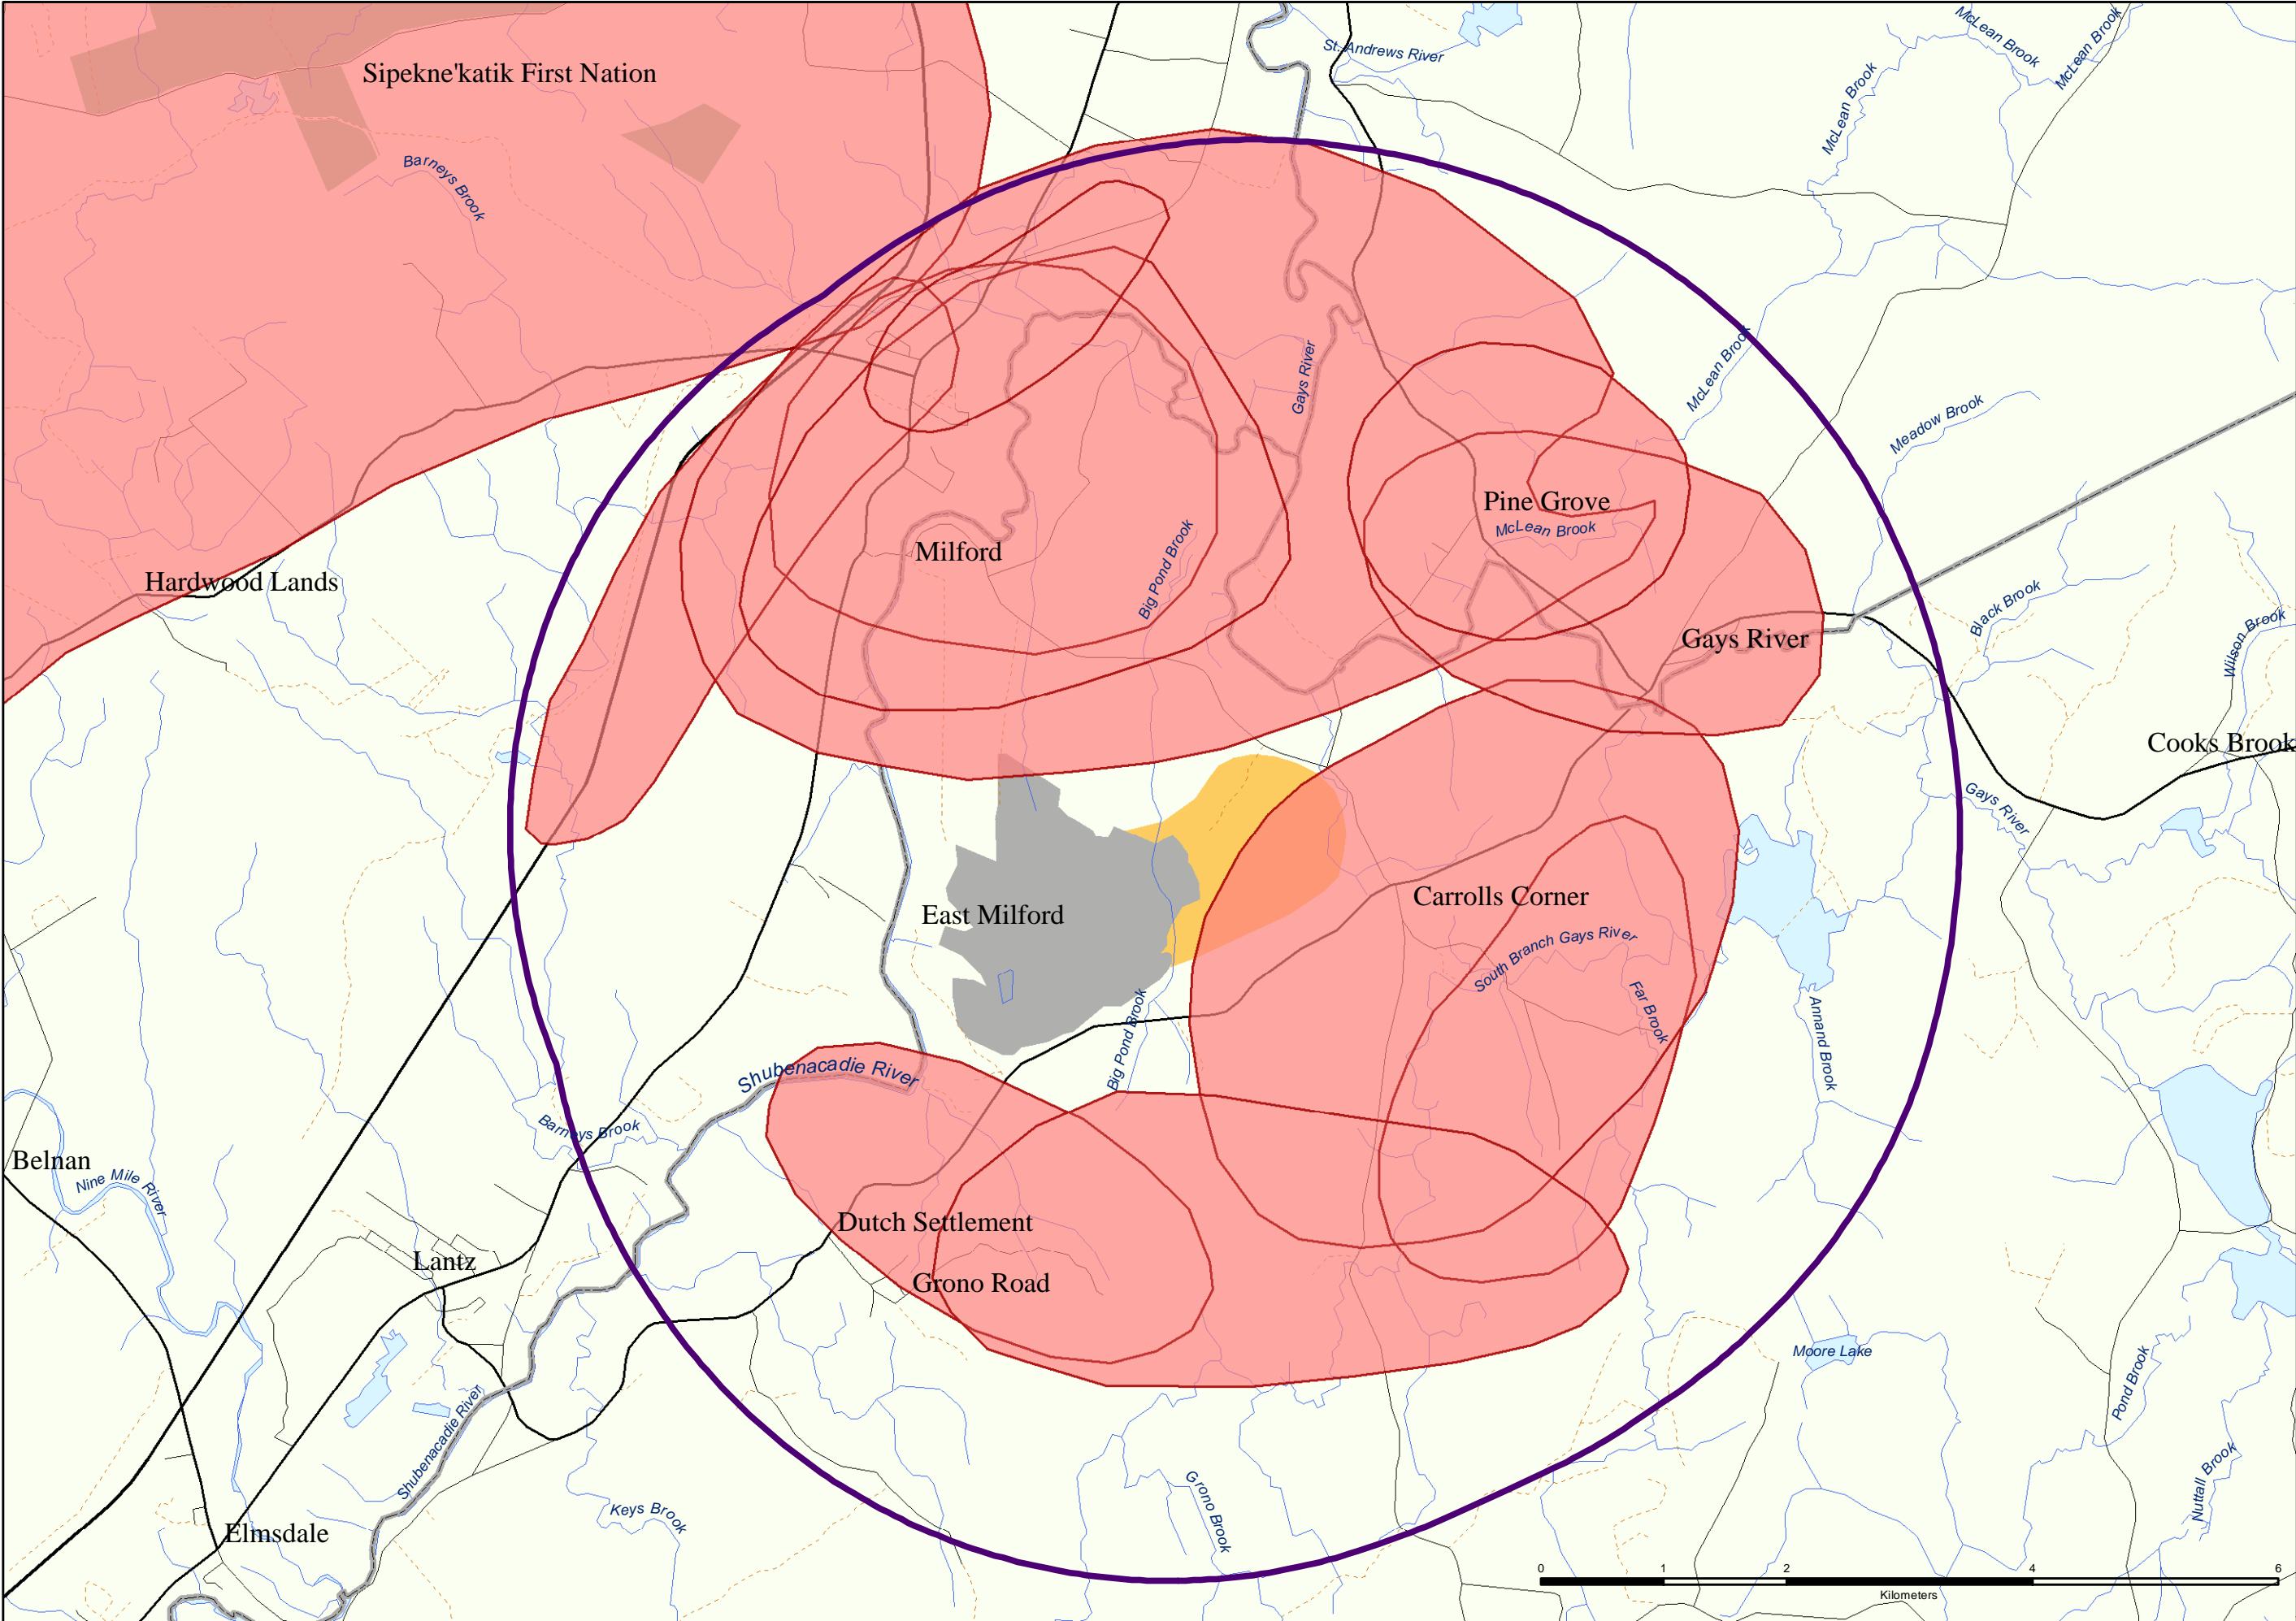 McLean Brook
McLean Brook
St. Andrews River
Sipekne'katik First Nation
McLean Brook
Barneys Brook
McLean Brook
Gays River
Meadow Brook
Pine Grove
McLean Brook
Milford
Big Pond Brook
Hardwood Lands
Black Brook
Wilson Brook
Gays River
Cooks Brook
Gays River
Carrolls Corner
East Milford
South Branch Gays River
Far Brook
Annand Brook
Big Pond Brook
Shubenacadie River
Barneys Brook
Belnan
Nine Mile River
Dutch Settlement
Lantz
Grono Road
Moore Lake
Pond Brook
Shubenacadie River
Nuttall Brook
Grono Brook
Keys Brook
Elmsdale
0 1 2 4 6
Kilometers